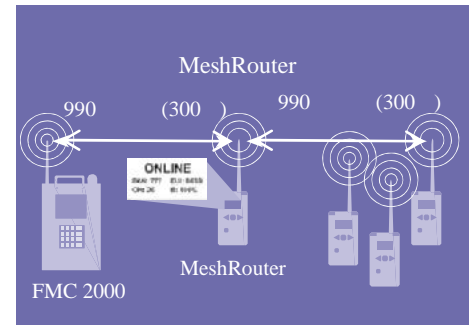 MeshRouter
990 (300 ) 990 (300 )
ONLINE
MeshRouter
FMC 2000